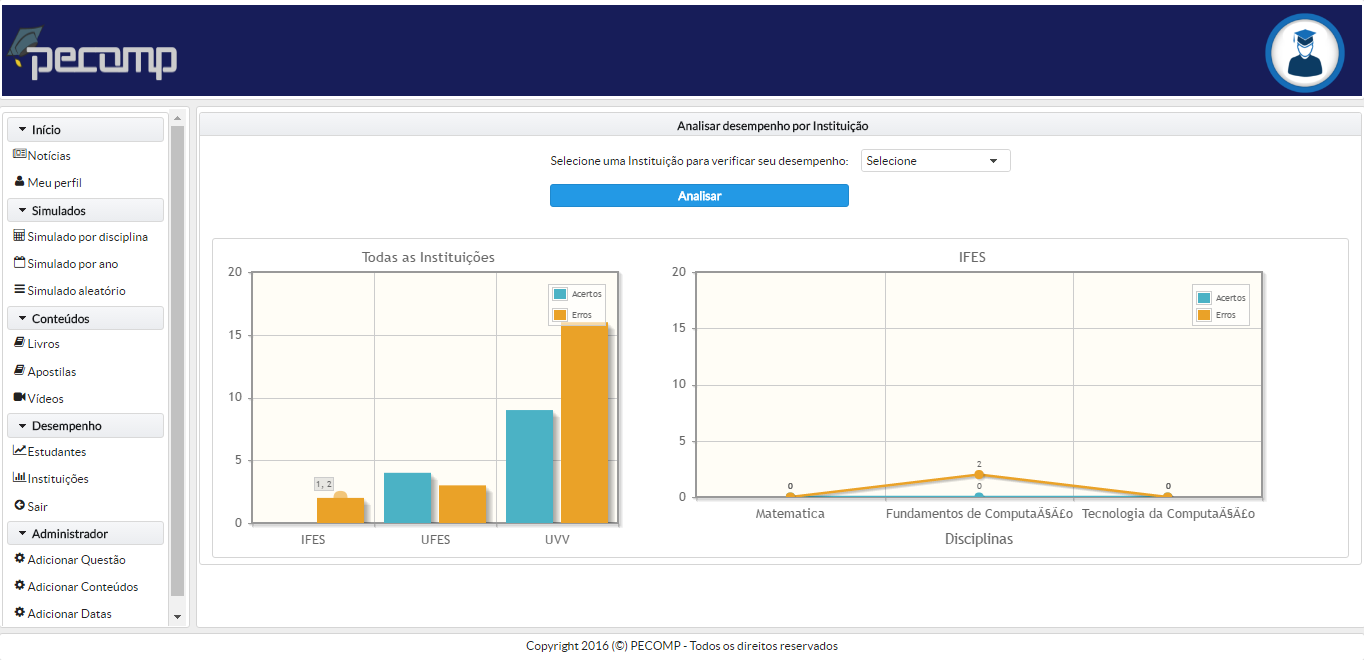 pecomp
Início
Notícias
Meu perfil
Simulados
Simulado por disciplina
Simulado por ano
Simulado aleatório
Conteúdos
Livros
Apostilas
Vídeos
Desempenho
Estudantes
Instituições
Sair
Administrador
Adicionar Questão
Adicionar Conteúdos
Adicionar Datas
Analisar desempenho por Instituição
Selecione uma Instituição para verificar seu desempenho: Selecione
Analisar
Todas as Instituições
20
15
10
5
0
Acertos
Erros
1, 2
IFES UFES UVV
IFES
20
15
10
5
0
Acertos
Erros
0 2 0 0
Matematica Fundamentos de ComputaÃ§Ã£o Tecnologia da ComputaÃ§Ã£o
Disciplinas
Copyright 2016 (©) PECOMP - Todos os direitos reservados